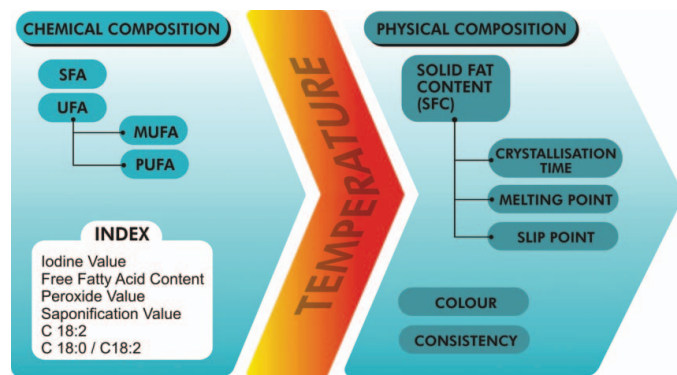 CHEMICAL COMPOSITION
SFA
UFA
MUFA
PUFA
INDEX
Iodine Value
Free Fatty Acid Content
Peroxide Value
Saponification Value
C 18:2
C 18:0 / C18:2
TEMPERATURE
PHYSICAL COMPOSITION
SOLID FAT
CONTENT
(SFC)
CRYSTALLISATION
TIME
MELTING POINT
SLIP POINT
COLOUR
CONSISTENCY